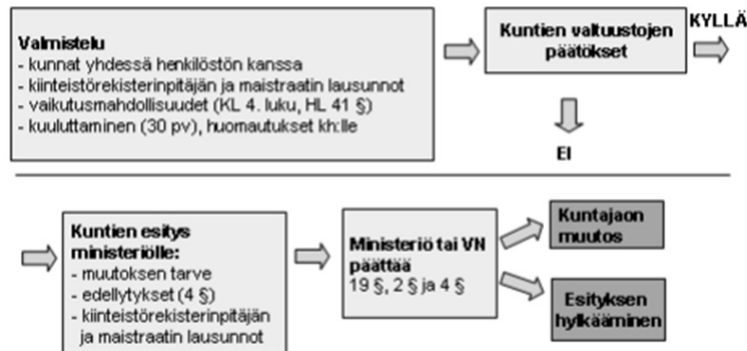 Valmistelu
- kunnat yhdessä henkilöstön kanssa
- kiinteistörekisterinpitäjän ja maistraatin lausunnot
- vaikutusmahdollisuudet (KL 4. luku, HL 41 §)
- kuuluttaminen (30 pv), huomautukset kh:lle
Kuntien valtuustojen
päätökset
KYLLÄ
EI
Kuntien esitys
ministeriölle:
- muutoksen tarve
- edellytykset (4 §)
- kiinteistörekisterinpitäjän
ja maistraatin lausunnot
Ministeriö tai VN
päättää
19 §, 2 § ja 4 §
Kuntajaon
muutos
Esityksen
hylkääminen